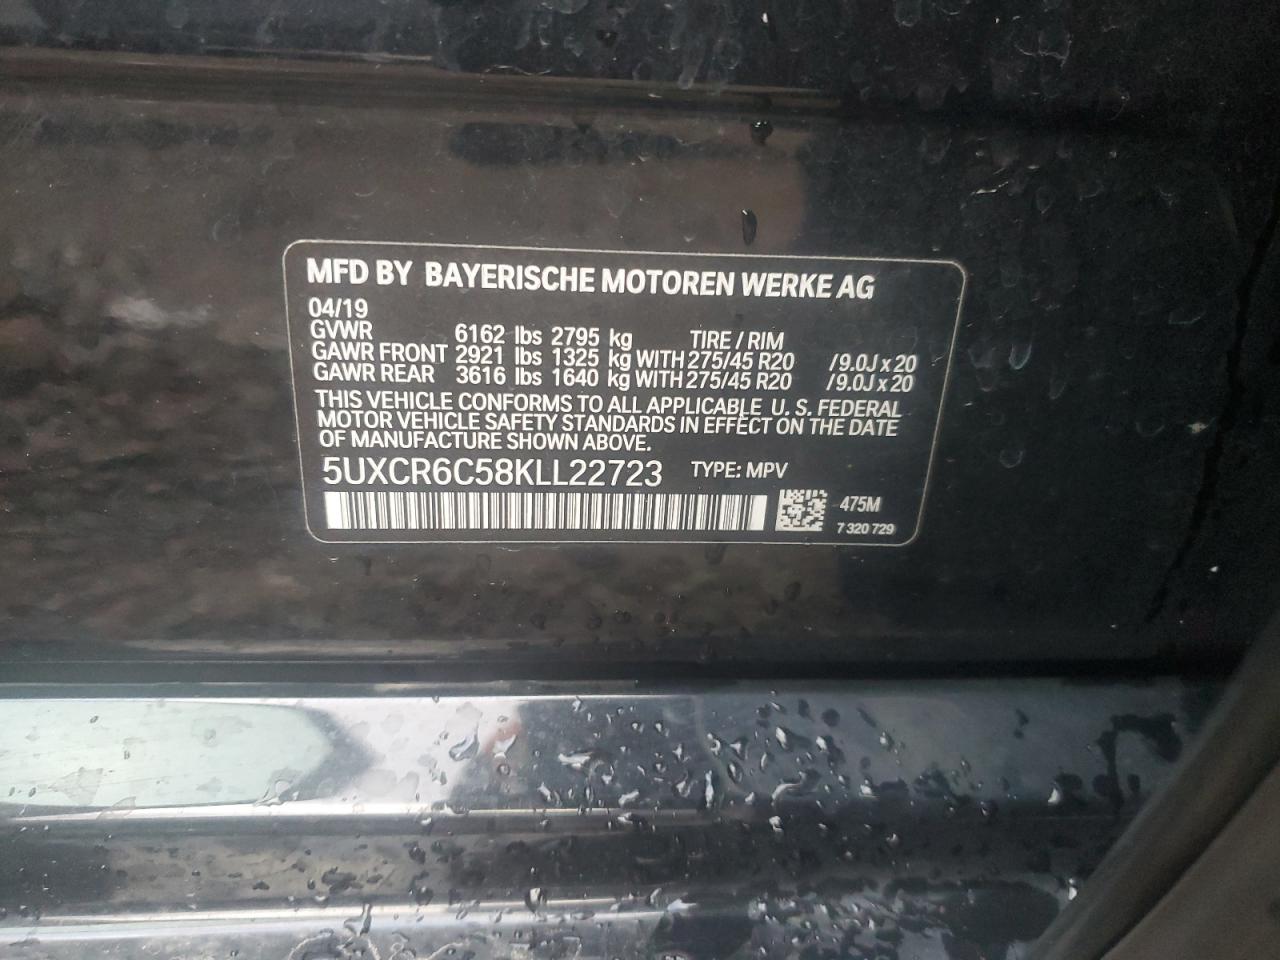 MFD BY BAYERISCHE MOTOREN WERKE AG
04/19
GVWR 6162 lbs 2795 kg TIRE / RIM
GAWR FRONT 2921 lbs 1325 kg WITH 275/45 R20 /9.0J x 20
GAWR REAR 3616 lbs 1640 kg WITH 275/45 R20 /9.0J x 20
THIS VEHICLE CONFORMS TO ALL APPLICABLE U. S. FEDERAL
MOTOR VEHICLE SAFETY STANDARDS IN EFFECT ON THE DATE
OF MANUFACTURE SHOWN ABOVE.
5UXCR6C58KLL22723 TYPE: MPV
475M
7 320 729